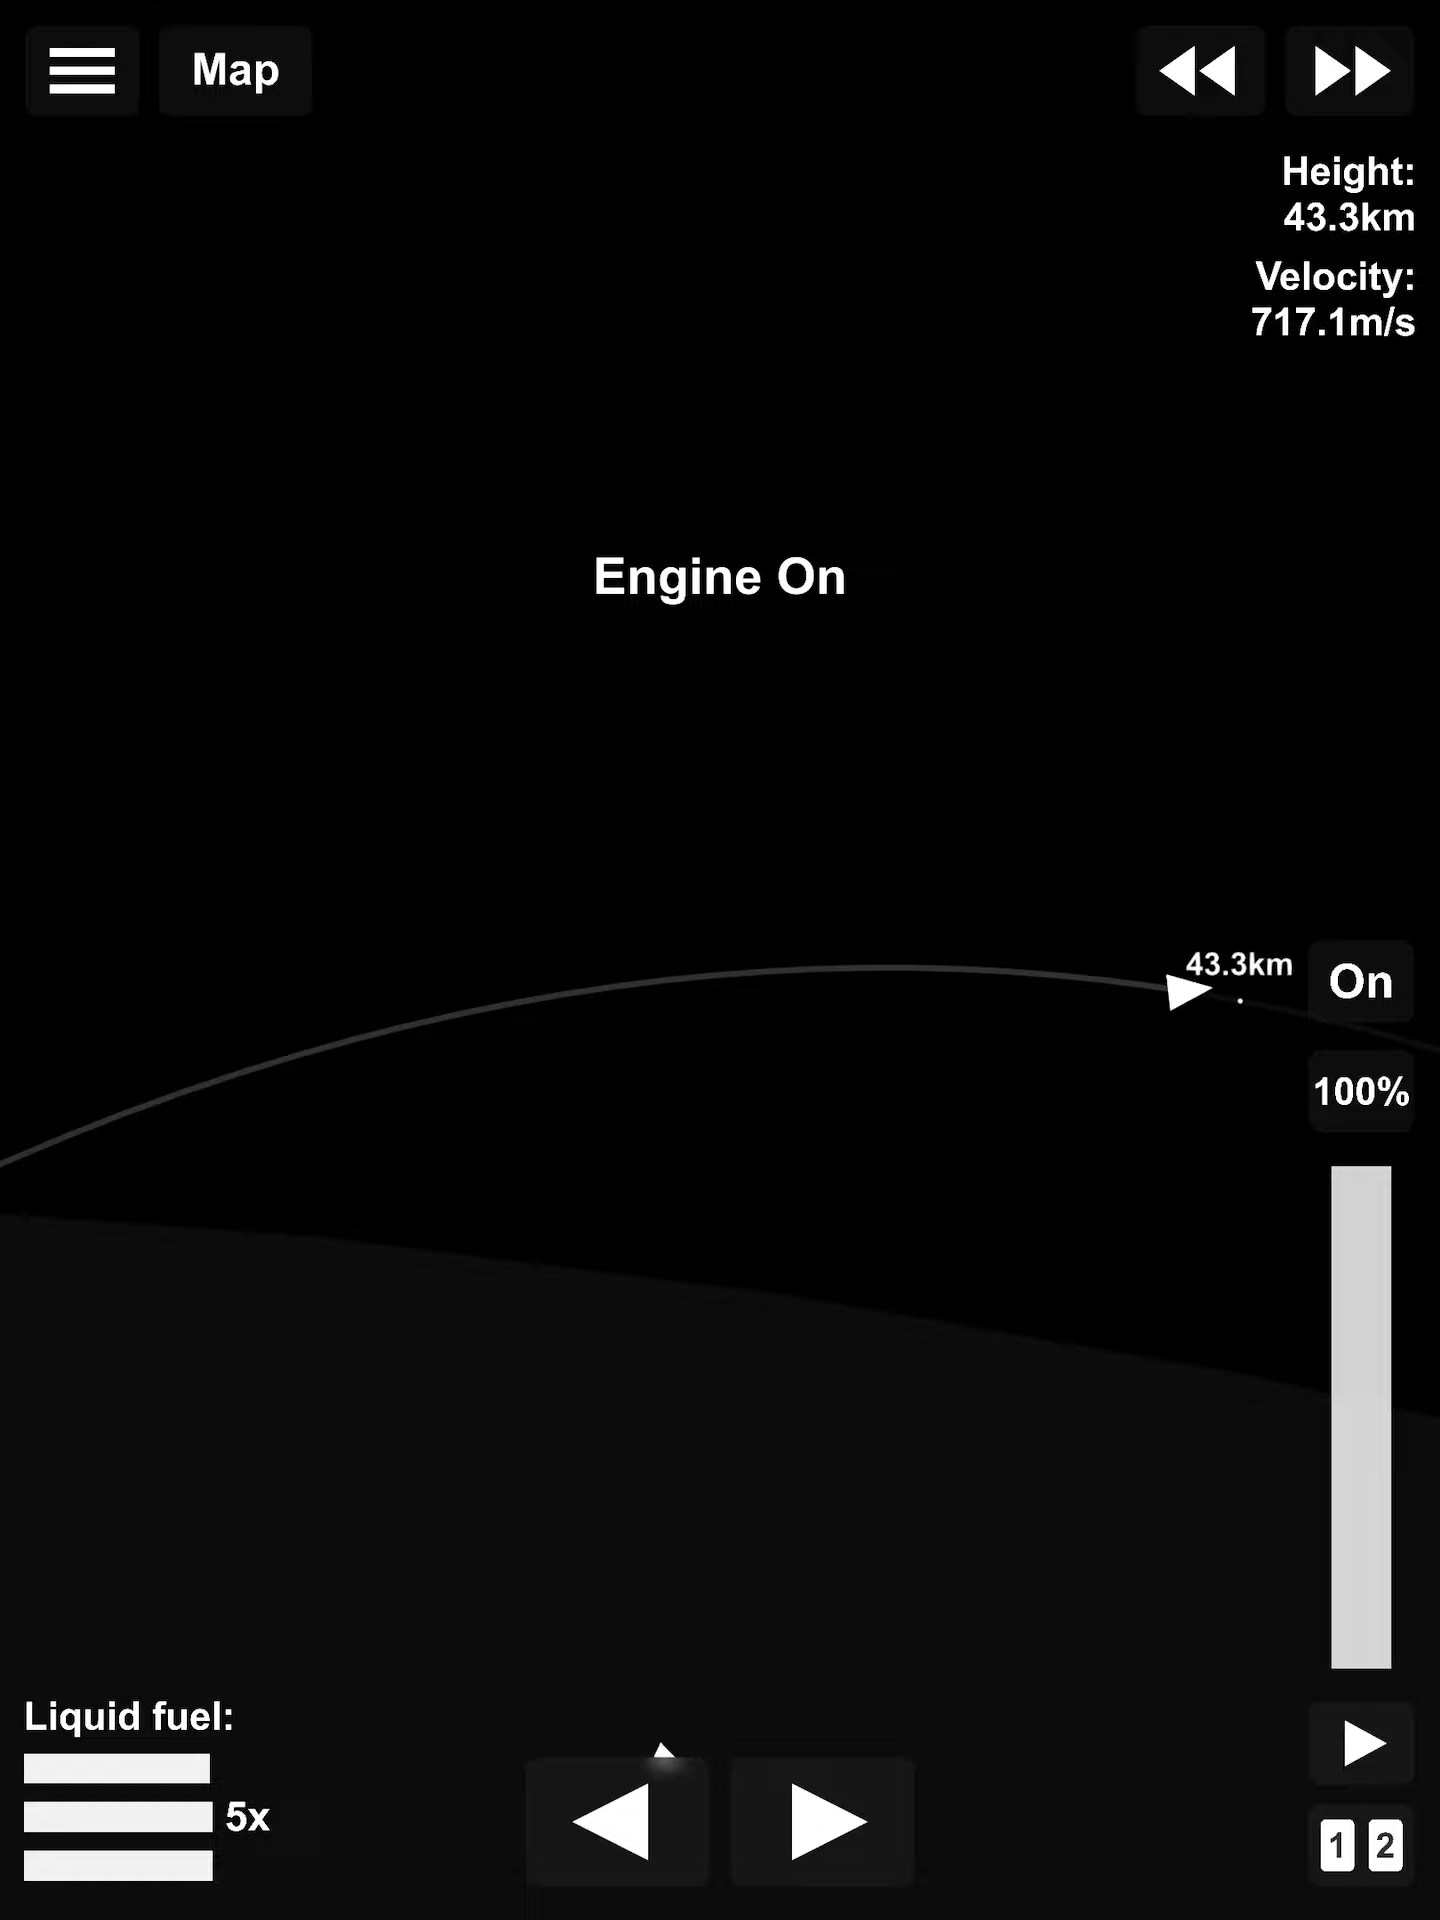 Map
Height:
43.3km
Velocity:
717.1m/s
Engine On
43.3km
On
100%
Liquid fuel:
5x
1 2